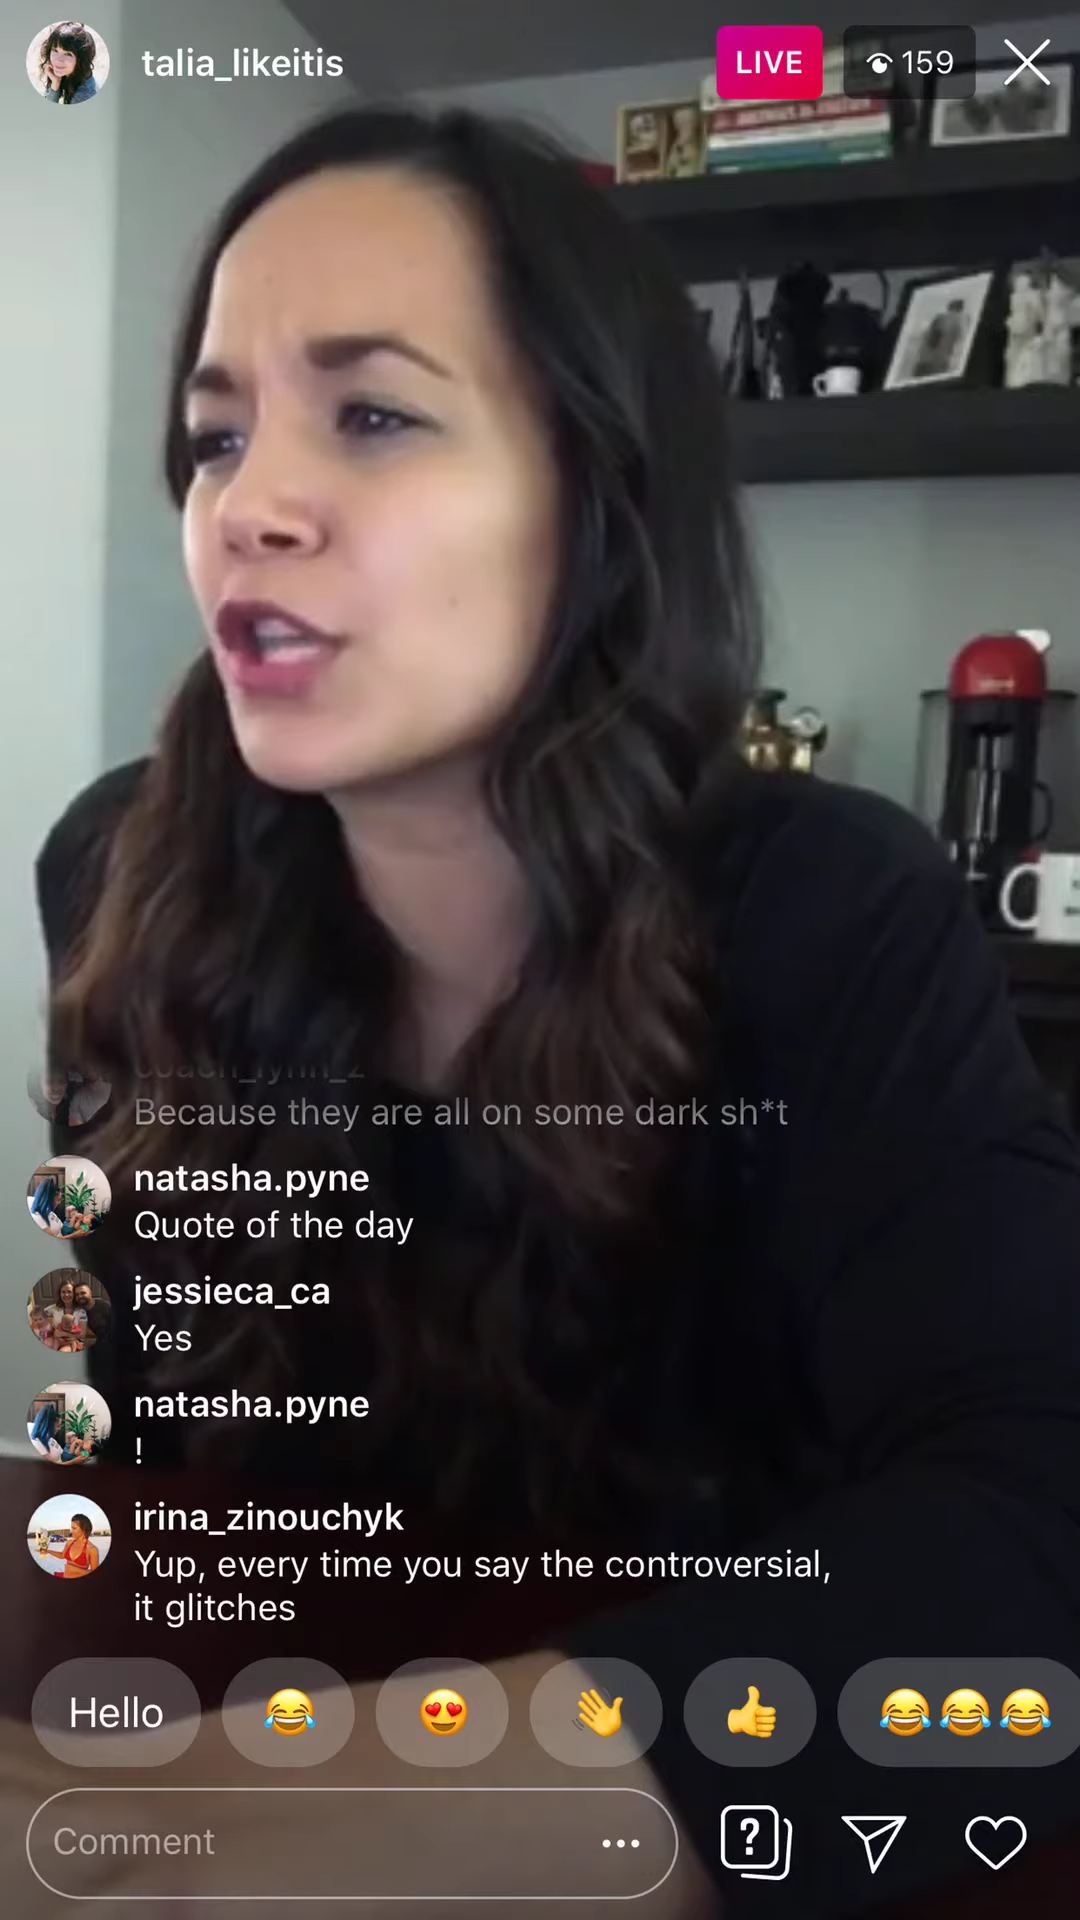 talia_likeitis
LIVE
159
coach_lynn_z
Because they are all on some dark sh*t
natasha.pyne
Quote of the day
jessieca_ca
Yes
natasha.pyne
!
irina_zinouchyk
Yup, every time you say the controversial,
it glitches
Hello
Comment